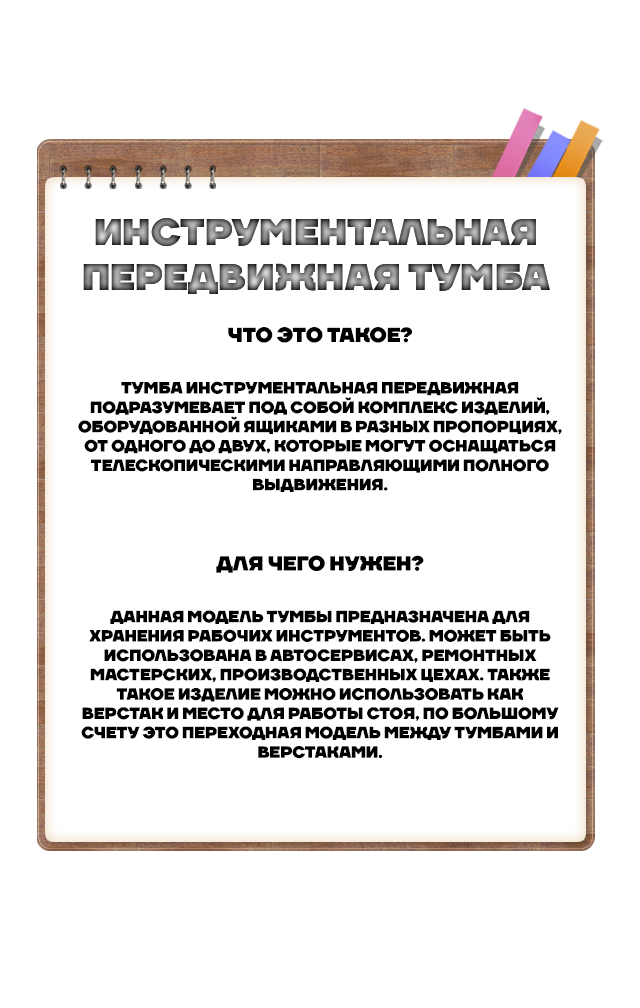 ИНСТРУМЕНТАЛЬНАЯ
ПЕРЕДВИЖНАЯ ТУМБА
ЧТО ЭТО ТАКОЕ?
ТУМБА ИНСТРУМЕНТАЛЬНАЯ ПЕРЕДВИЖНАЯ
ПОДРАЗУМЕВАЕТ ПОД СОБОЙ КОМПЛЕКС ИЗДЕЛИЙ,
ОБОРУДОВАННОЙ ЯЩИКАМИ В РАЗНЫХ ПРОПОРЦИЯХ,
ОТ ОДНОГО ДО ДВУХ, КОТОРЫЕ МОГУТ ОСНАЩАТЬСЯ
ТЕЛЕСКОПИЧЕСКИМИ НАПРАВЛЯЮЩИМИ ПОЛНОГО
ВЫДВИЖЕНИЯ.
ДЛЯ ЧЕГО НУЖЕН?
ДАННАЯ МОДЕЛЬ ТУМБЫ ПРЕДНАЗНАЧЕНА ДЛЯ
ХРАНЕНИЯ РАБОЧИХ ИНСТРУМЕНТОВ. МОЖЕТ БЫТЬ
ИСПОЛЬЗОВАНА В АВТОСЕРВИСАХ, РЕМОНТНЫХ
МАСТЕРСКИХ, ПРОИЗВОДСТВЕННЫХ ЦЕХАХ. ТАКЖЕ
ТАКОЕ ИЗДЕЛИЕ МОЖНО ИСПОЛЬЗОВАТЬ КАК
ВЕРСТАК И МЕСТО ДЛЯ РАБОТЫ СТОЯ, ПО БОЛЬШОМУ
СЧЕТУ ЭТО ПЕРЕХОДНАЯ МОДЕЛЬ МЕЖДУ ТУМБАМИ И
ВЕРСТАКАМИ.